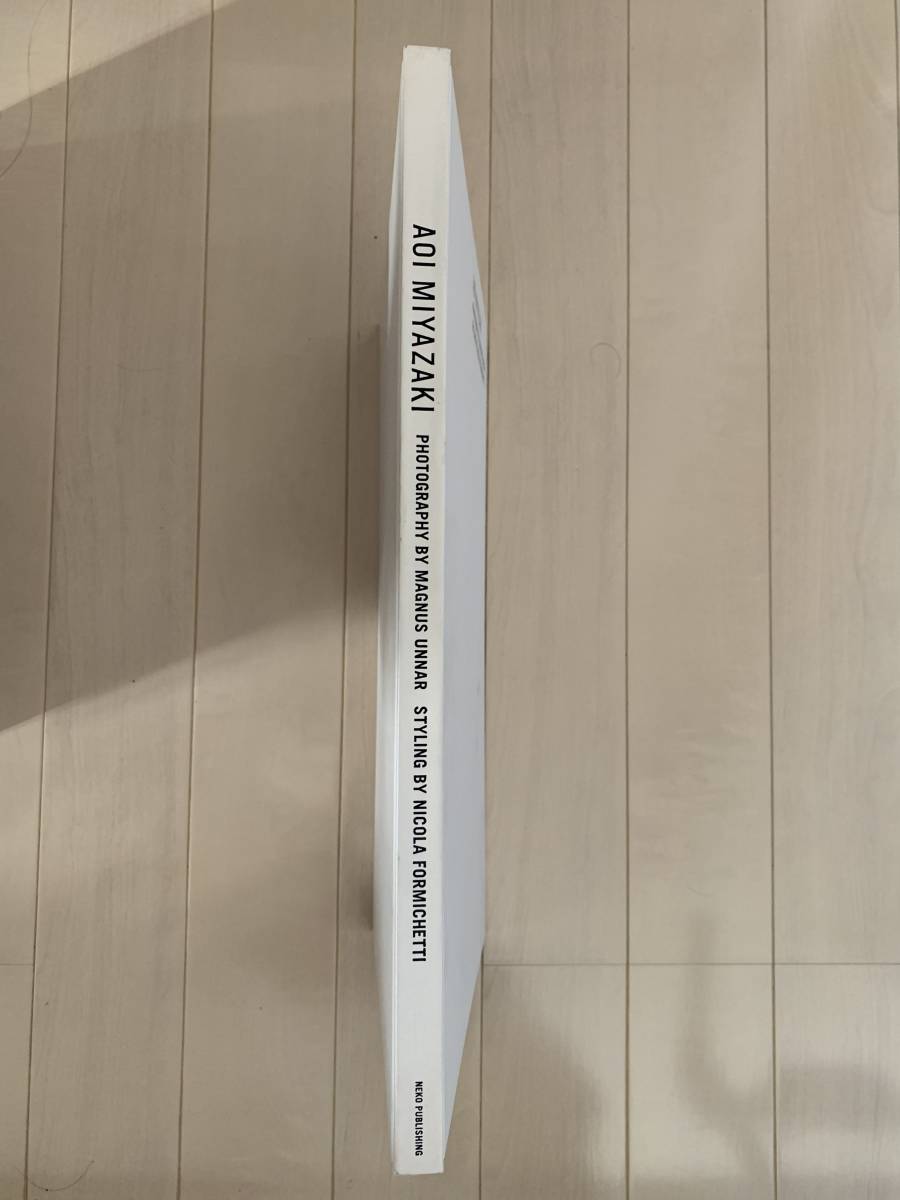 AOI MIYAZAKI PHOTOGRAPHY BY MAGNUS UNNAR STYLING BY NICOLA FORMICHETTI NEKO PUBLISHING